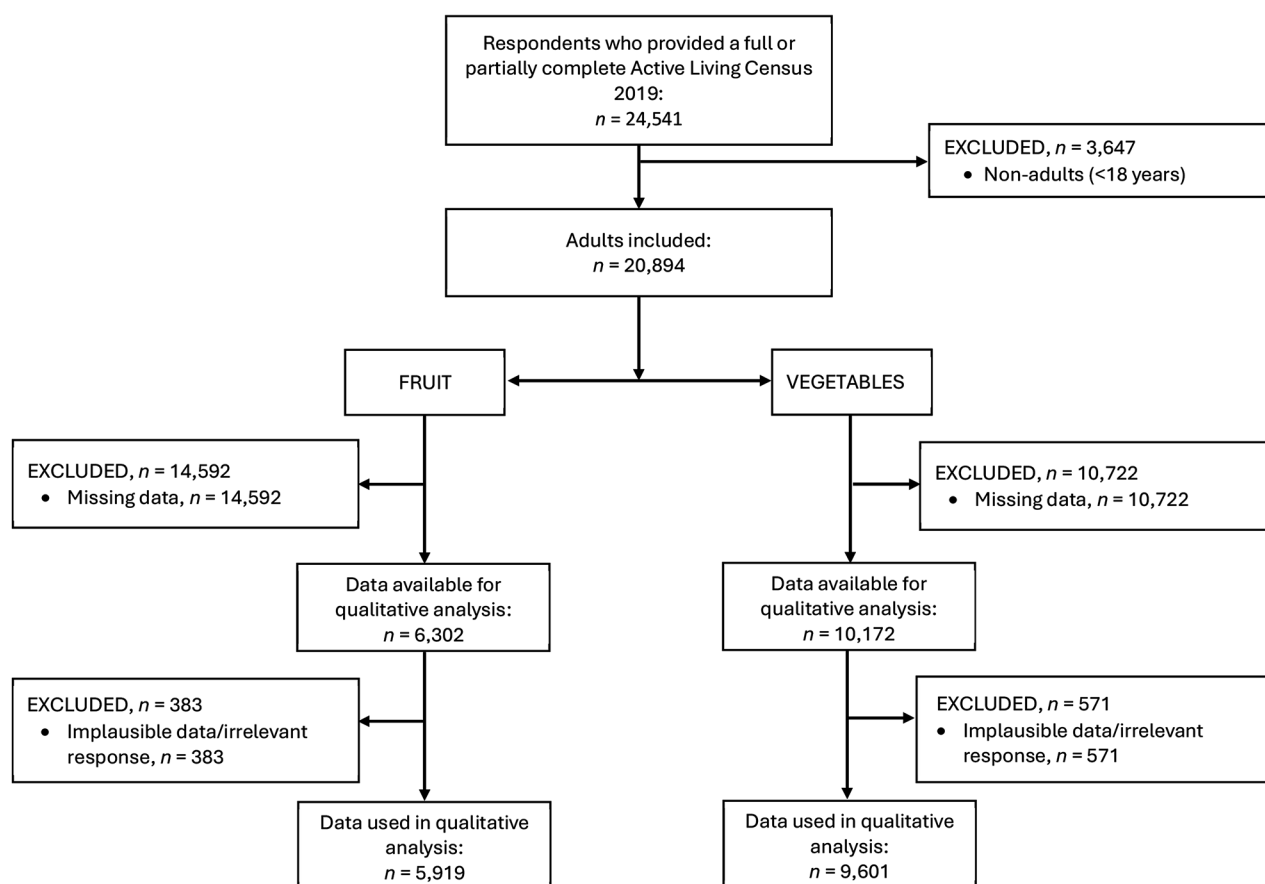 Respondents who provided a full or
partially complete Active Living Census
2019:
n = 24,541
EXCLUDED, n = 3,647
• Non-adults (<18 years)
Adults included:
n = 20,894
FRUIT
VEGETABLES
EXCLUDED, n = 14,592
• Missing data, n = 14,592
EXCLUDED, n = 10,722
• Missing data, n = 10,722
Data available for
qualitative analysis:
n = 6,302
Data available for
qualitative analysis:
n = 10,172
EXCLUDED, n = 383
• Implausible data/irrelevant
response, n = 383
EXCLUDED, n = 571
• Implausible data/irrelevant
response, n = 571
Data used in qualitative
analysis:
n = 5,919
Data used in qualitative
analysis:
n = 9,601